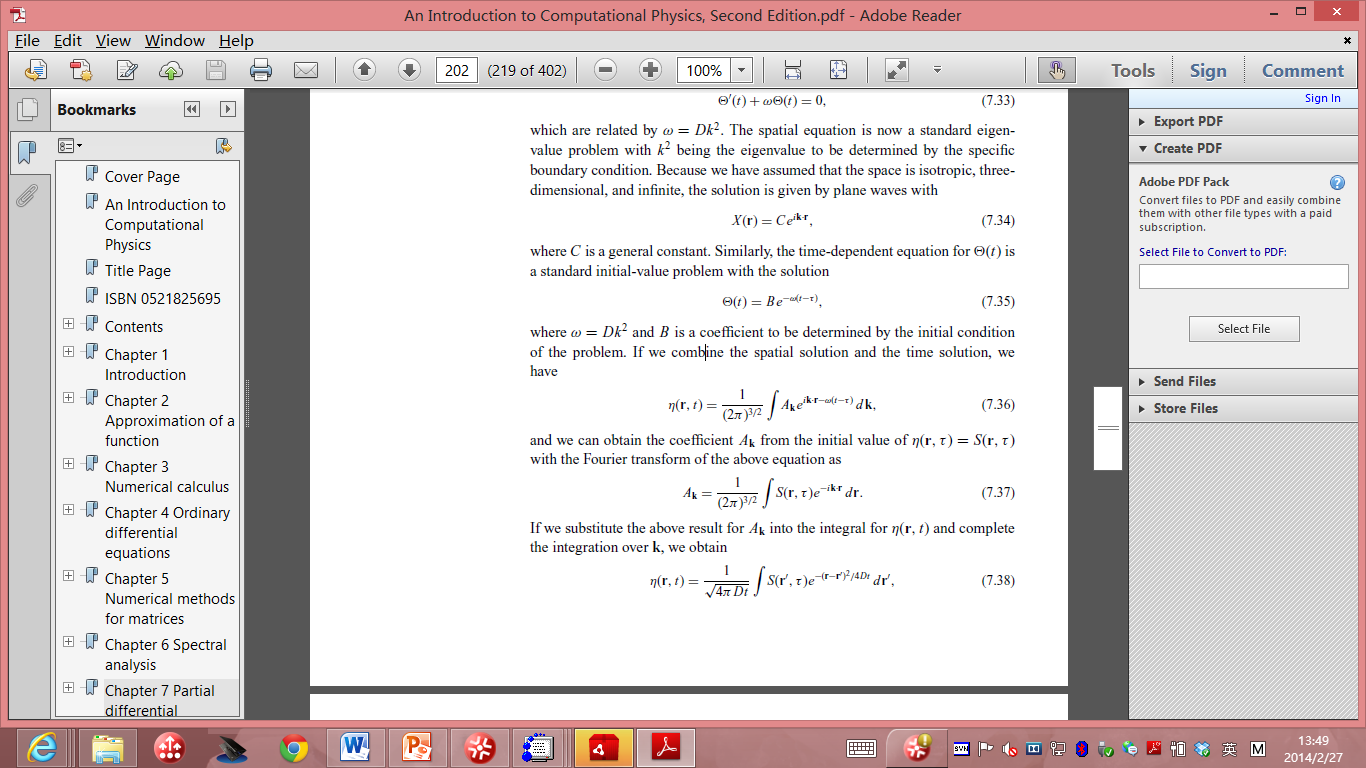 An Introduction to Computational Physics, Second Edition.pdf - Adobe Reader
File Edit View Window Help
202 (219 of 402) 100% Tools Sign Comment
Bookmarks
Cover Page
An Introduction to
Computational
Physics
Title Page
ISBN 0521825695
Contents
Chapter 1
Introduction
Chapter 2
Approximation of a
function
Chapter 3
Numerical calculus
Chapter 4 Ordinary
differential
equations
Chapter 5
Numerical methods
for matrices
Chapter 6 Spectral
analysis
Chapter 7 Partial
differential
Θ′(t) + ωΘ(t) = 0, (7.33)
which are related by ω = Dk². The spatial equation is now a standard eigen-
value problem with k² being the eigenvalue to be determined by the specific
boundary condition. Because we have assumed that the space is isotropic, three-
dimensional, and infinite, the solution is given by plane waves with
X(r) = Ce^{ik·r}, (7.34)
where C is a general constant. Similarly, the time-dependent equation for Θ(t) is
a standard initial-value problem with the solution
Θ(t) = Be^{−ω(t−τ)}, (7.35)
where ω = Dk² and B is a coefficient to be determined by the initial condition
of the problem. If we combine the spatial solution and the time solution, we
have
η(r, t) = 1/(2π)^{3/2} ∫ A_k e^{ik·r−ω(t−τ)} dk, (7.36)
and we can obtain the coefficient A_k from the initial value of η(r, τ) = S(r, τ)
with the Fourier transform of the above equation as
A_k = 1/(2π)^{3/2} ∫ S(r, τ)e^{−ik·r} dr. (7.37)
If we substitute the above result for A_k into the integral for η(r, t) and complete
the integration over k, we obtain
η(r, t) = 1/√(4πDt) ∫ S(r′, τ)e^{−(r−r′)²/4Dt} dr′, (7.38)
Sign In
Export PDF
Create PDF
Adobe PDF Pack
Convert files to PDF and easily combine
them with other file types with a paid
subscription.
Select File to Convert to PDF:
Select File
Send Files
Store Files
SVN
英
M
13:49
2014/2/27